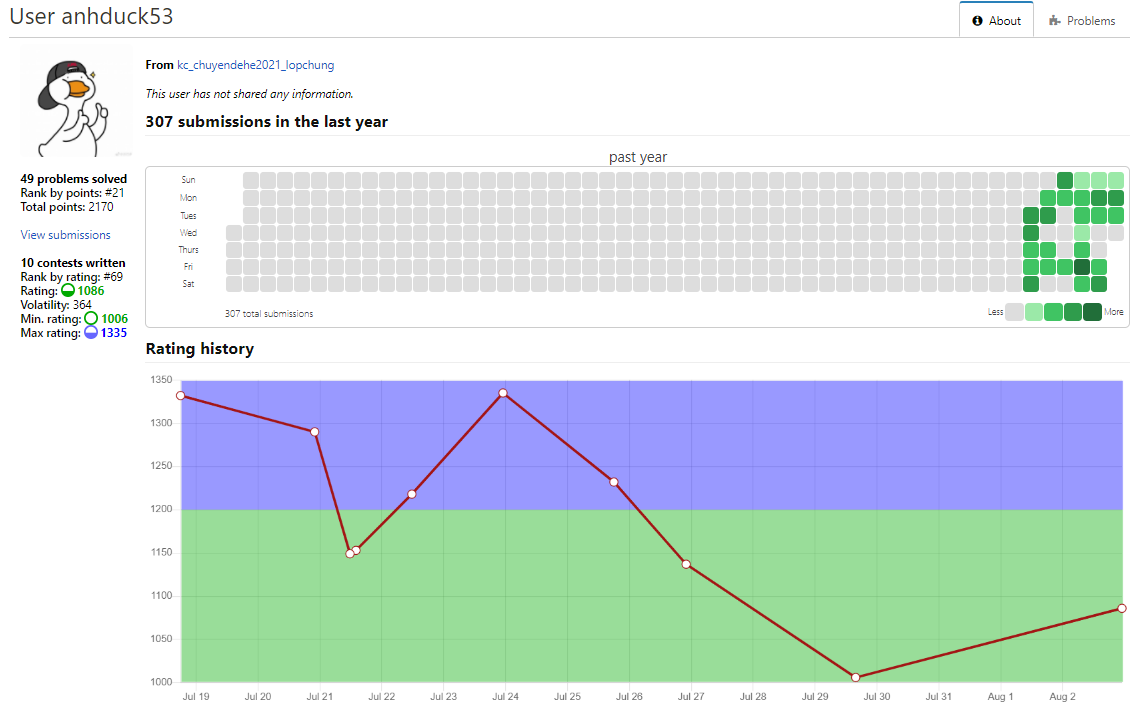 User anhduck53
About
Problems
From kc_chuyendehe2021_lopchung
This user has not shared any information.
307 submissions in the last year
49 problems solved
Rank by points: #21
Total points: 2170
View submissions
10 contests written
Rank by rating: #69
Rating: 1086
Volatility: 364
Min. rating: 1006
Max rating: 1335
past year
Sun
Mon
Tues
Wed
Thurs
Fri
Sat
307 total submissions
Less
More
Rating history
1350
1300
1250
1200
1150
1100
1050
1000
Jul 19 Jul 20 Jul 21 Jul 22 Jul 23 Jul 24 Jul 25 Jul 26 Jul 27 Jul 28 Jul 29 Jul 30 Jul 31 Aug 1 Aug 2